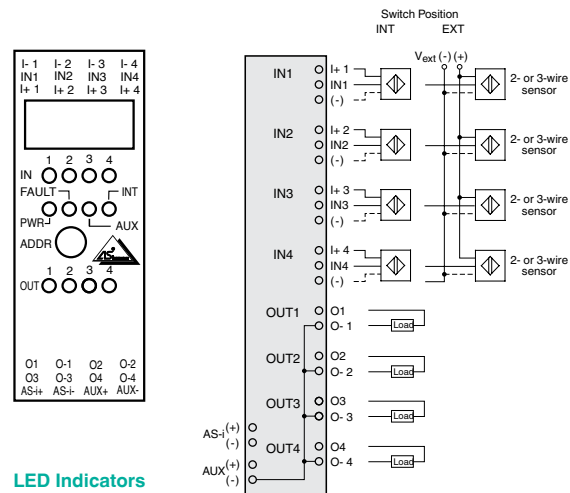 Switch Position
INT EXT
I- 1 I- 2 I- 3 I- 4
IN1 IN2 IN3 IN4
I+ 1 I+ 2 I+ 3 I+ 4
1 2 3 4
IN
FAULT INT
PWR AUX
ADDR
1 2 3 4
OUT
O1 O-1 O2 O-2
O3 O-3 O4 O-4
AS-i+ AS-i- AUX+ AUX-
LED Indicators
Vext (-) (+)
IN1
I+ 1
IN1
(-)
2- or 3-wire
sensor
IN2
I+ 2
IN2
(-)
2- or 3-wire
sensor
IN3
I+ 3
IN3
(-)
2- or 3-wire
sensor
IN4
I+ 4
IN4
(-)
2- or 3-wire
sensor
OUT1
O1
O- 1
Load
OUT2
O2
O- 2
Load
OUT3
O3
O- 3
Load
OUT4
O4
O- 4
Load
AS-i (+)
(-)
AUX (+)
(-)